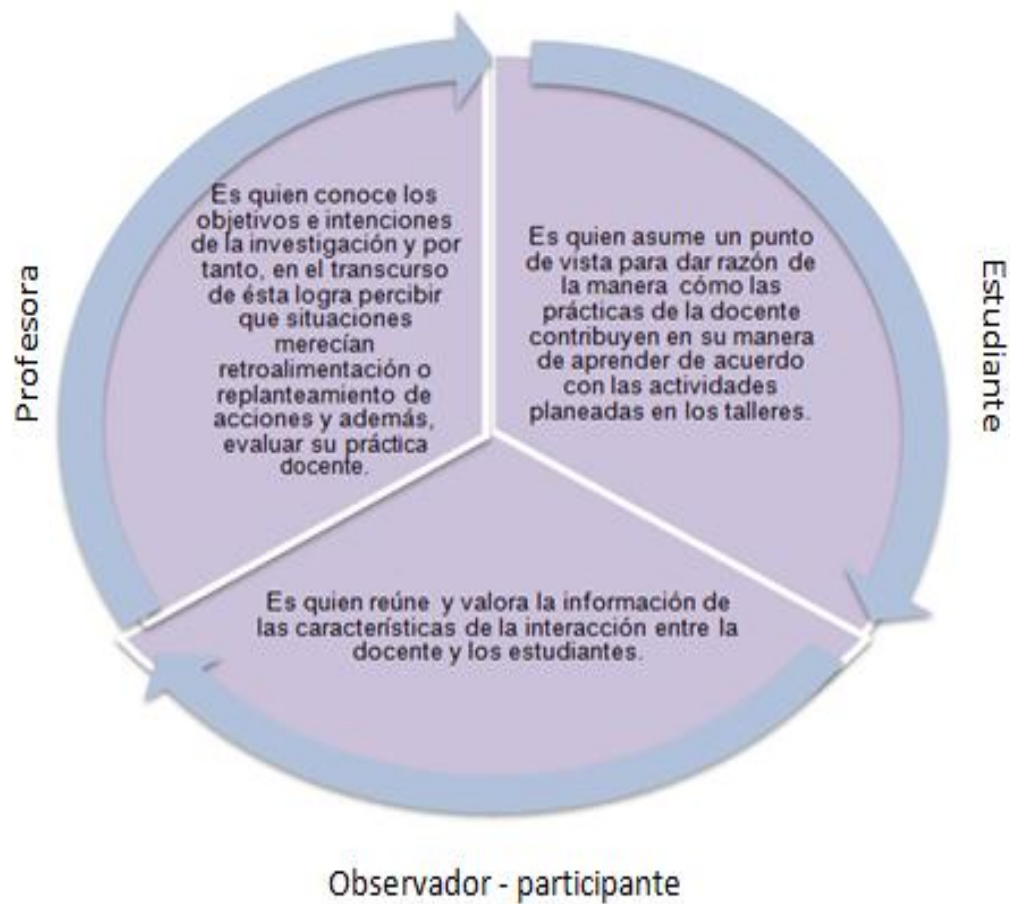 Profesora
Es quien conoce los
objetivos e intenciones
de la investigación y por
tanto, en el transcurso
de ésta logra percibir
que situaciones
merecían
retroalimentación o
replanteamiento de
acciones y además,
evaluar su práctica
docente.
Es quien asume un punto
de vista para dar razón de
la manera cómo las
prácticas de la docente
contribuyen en su manera
de aprender de acuerdo
con las actividades
planeadas en los talleres.
Estudiante
Es quien reúne y valora la información de
las características de la interacción entre la
docente y los estudiantes.
Observador - participante